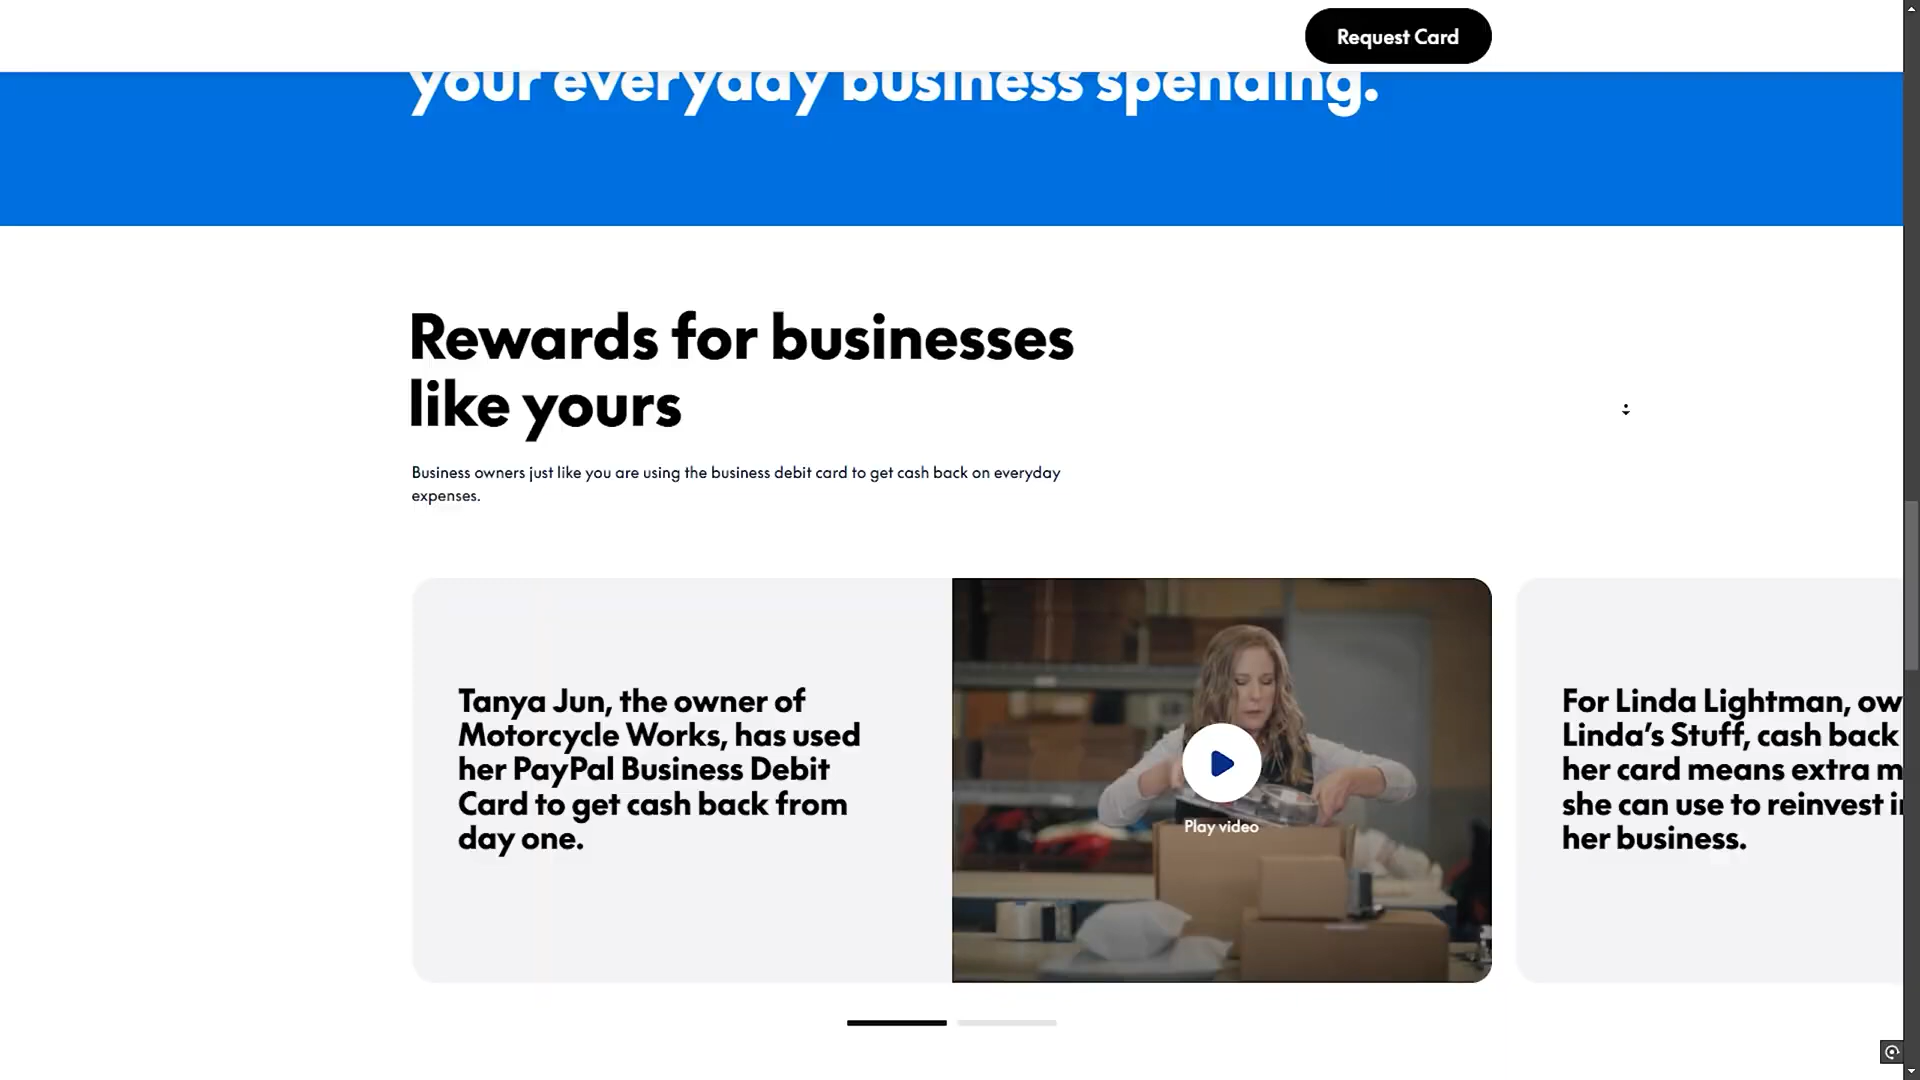 Request Card
your everyday business spending.
Rewards for businesses
like yours
Business owners just like you are using the business debit card to get cash back on everyday
expenses.
Tanya Jun, the owner of
Motorcycle Works, has used
her PayPal Business Debit
Card to get cash back from
day one.
Play video
For Linda Lightman, ow
Linda’s Stuff, cash back
her card means extra m
she can use to reinvest i
her business.